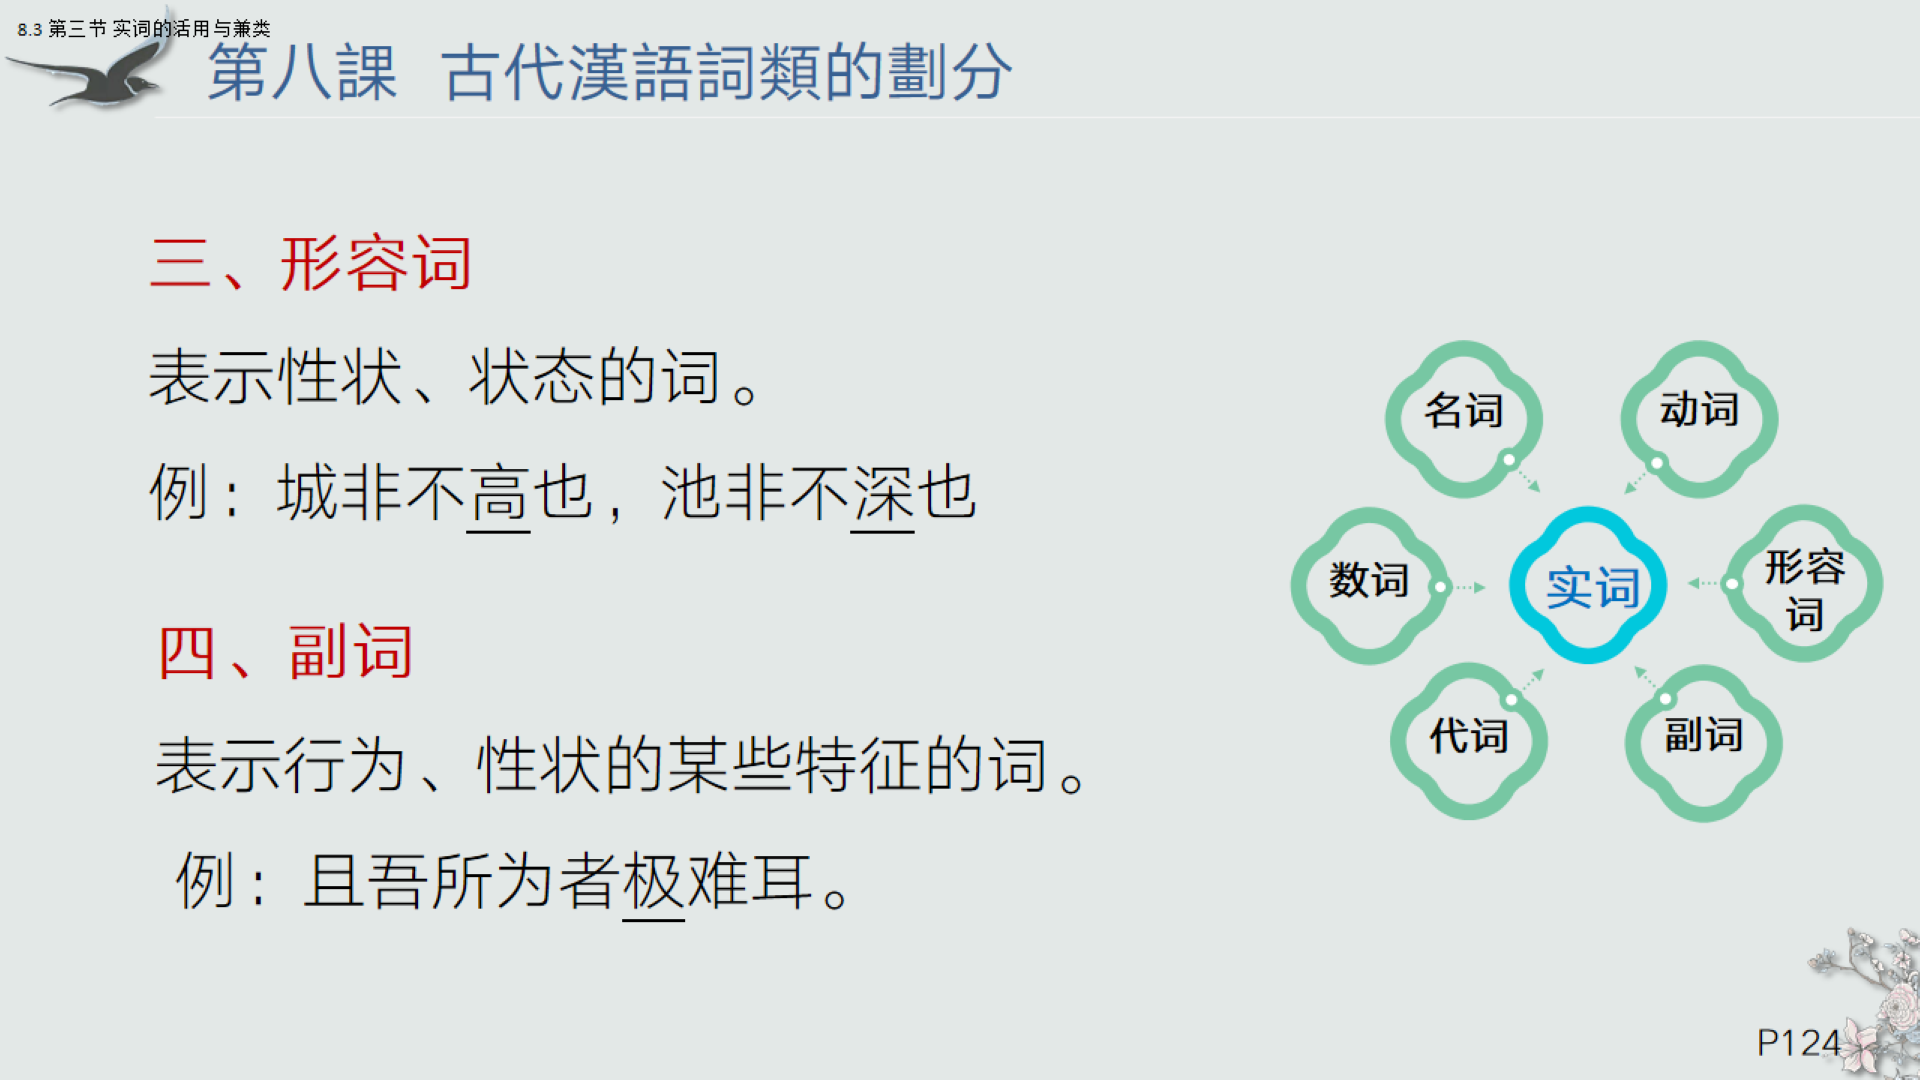 8.3 第三节 实词的活用与兼类
第八課 古代漢語詞類的劃分
三、形容词
表示性状、状态的词。
例：城非不高也，池非不深也
四、副词
表示行为、性状的某些特征的词。
例：且吾所为者极难耳。
名词
动词
数词
实词
形容
词
代词
副词
P124